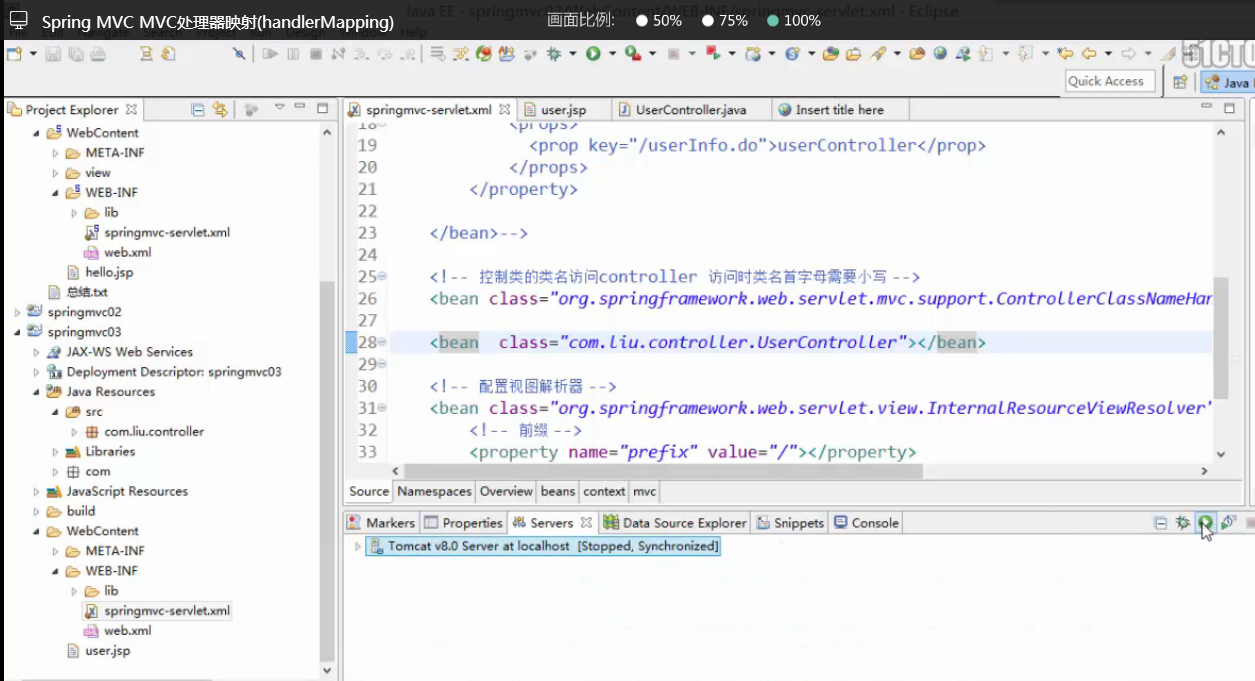 Java EE - springmvc03/WebContent/WEB-INF/springmvc-servlet.xml - Eclipse
Spring MVC MVC处理器映射(handlerMapping)
画面比例: 50% 75% 100%
51CTO
Quick Access
Java
Project Explorer
WebContent
META-INF
view
WEB-INF
lib
springmvc-servlet.xml
web.xml
hello.jsp
总结.txt
springmvc02
springmvc03
JAX-WS Web Services
Deployment Descriptor: springmvc03
Java Resources
src
com.liu.controller
Libraries
com
JavaScript Resources
build
WebContent
META-INF
WEB-INF
lib
springmvc-servlet.xml
web.xml
user.jsp
springmvc-servlet.xml user.jsp UserController.java Insert title here
18 <props>
19 <prop key="/userInfo.do">userController</prop>
20 </props>
21 </property>
22
23 </bean>-->
24
25 <!-- 控制类的类名访问controller 访问时类名首字母需要小写 -->
26 <bean class="org.springframework.web.servlet.mvc.support.ControllerClassNameHan
27
28 <bean class="com.liu.controller.UserController"></bean>
29
30 <!-- 配置视图解析器 -->
31 <bean class="org.springframework.web.servlet.view.InternalResourceViewResolver"
32 <!-- 前缀 -->
33 <property name="prefix" value="/"></property>
Source Namespaces Overview beans context mvc
Markers Properties Servers Data Source Explorer Snippets Console
Tomcat v8.0 Server at localhost [Stopped, Synchronized]